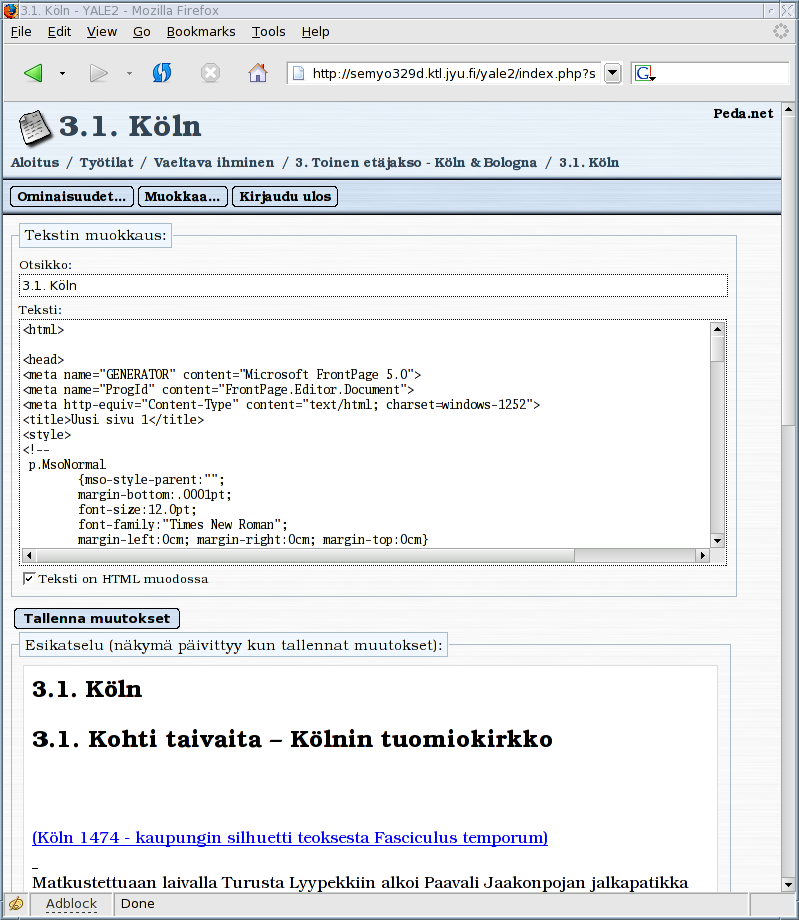 3.1. Köln - YALE2 - Mozilla Firefox
File Edit View Go Bookmarks Tools Help
http://semyo329d.ktl.jyu.fi/yale2/index.php?s
G
Peda.net
3.1. Köln
Aloitus / Työtilat / Vaeltava ihminen / 3. Toinen etäjakso - Köln & Bologna / 3.1. Köln
Ominaisuudet... Muokkaa... Kirjaudu ulos
Tekstin muokkaus:
Otsikko:
3.1. Köln
Teksti:
<html>
<head>
<meta name="GENERATOR" content="Microsoft FrontPage 5.0">
<meta name="ProgId" content="FrontPage.Editor.Document">
<meta http-equiv="Content-Type" content="text/html; charset=windows-1252">
<title>Uusi sivu 1</title>
<style>
<!--
p.MsoNormal
{mso-style-parent:"";
margin-bottom:.0001pt;
font-size:12.0pt;
font-family:"Times New Roman";
margin-left:0cm; margin-right:0cm; margin-top:0cm}
Teksti on HTML muodossa
Tallenna muutokset
Esikatselu (näkymä päivittyy kun tallennat muutokset):
3.1. Köln
3.1. Kohti taivaita – Kölnin tuomiokirkko
(Köln 1474 - kaupungin silhuetti teoksesta Fasciculus temporum)
Matkustettuaan laivalla Turusta Lyypekkiin alkoi Paavali Jaakonpojan jalkapatikka
Adblock Done